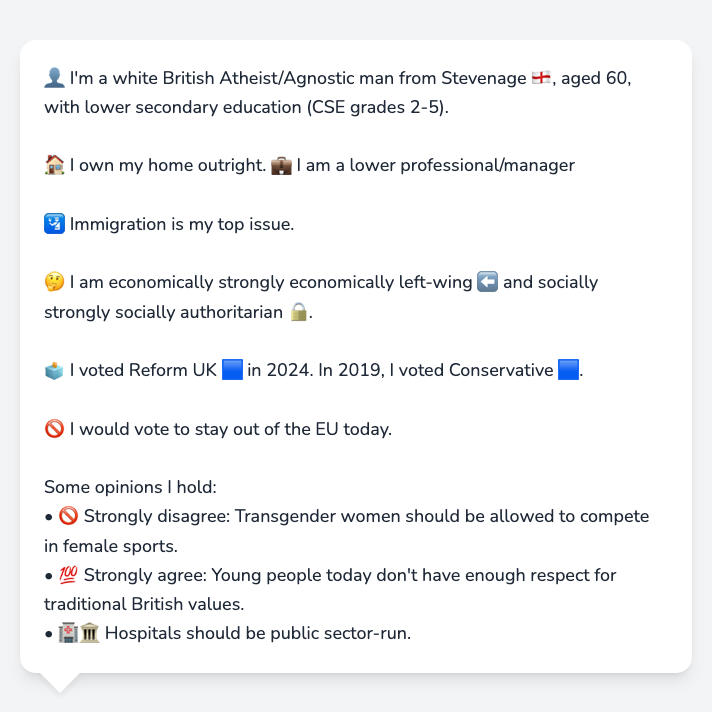 👤 I'm a white British Atheist/Agnostic man from Stevenage 🏴󠁧󠁢󠁥󠁮󠁧󠁿, aged 60,
with lower secondary education (CSE grades 2-5).
🏠 I own my home outright. 💼 I am a lower professional/manager
🛂 Immigration is my top issue.
🤔 I am economically strongly economically left-wing ⬅️ and socially
strongly socially authoritarian 🔒.
🗳️ I voted Reform UK 🟦 in 2024. In 2019, I voted Conservative 🟦.
🚫 I would vote to stay out of the EU today.
Some opinions I hold:
• 🚫 Strongly disagree: Transgender women should be allowed to compete
in female sports.
• 💯 Strongly agree: Young people today don't have enough respect for
traditional British values.
• 🏥🏛️ Hospitals should be public sector-run.